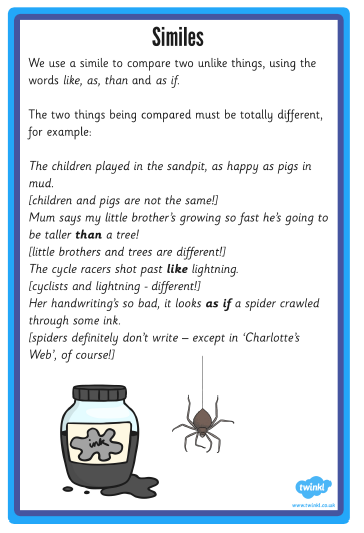 Similes
We use a simile to compare two unlike things, using the
words like, as, than and as if.
The two things being compared must be totally different,
for example:
The children played in the sandpit, as happy as pigs in
mud.
[children and pigs are not the same!]
Mum says my little brother's growing so fast he's going to
be taller than a tree!
[little brothers and trees are different!]
The cycle racers shot past like lightning.
[cyclists and lightning - different!]
Her handwriting's so bad, it looks as if a spider crawled
through some ink.
[spiders definitely don't write – except in 'Charlotte's
Web', of course!]
ink
twinkl
www.twinkl.co.uk